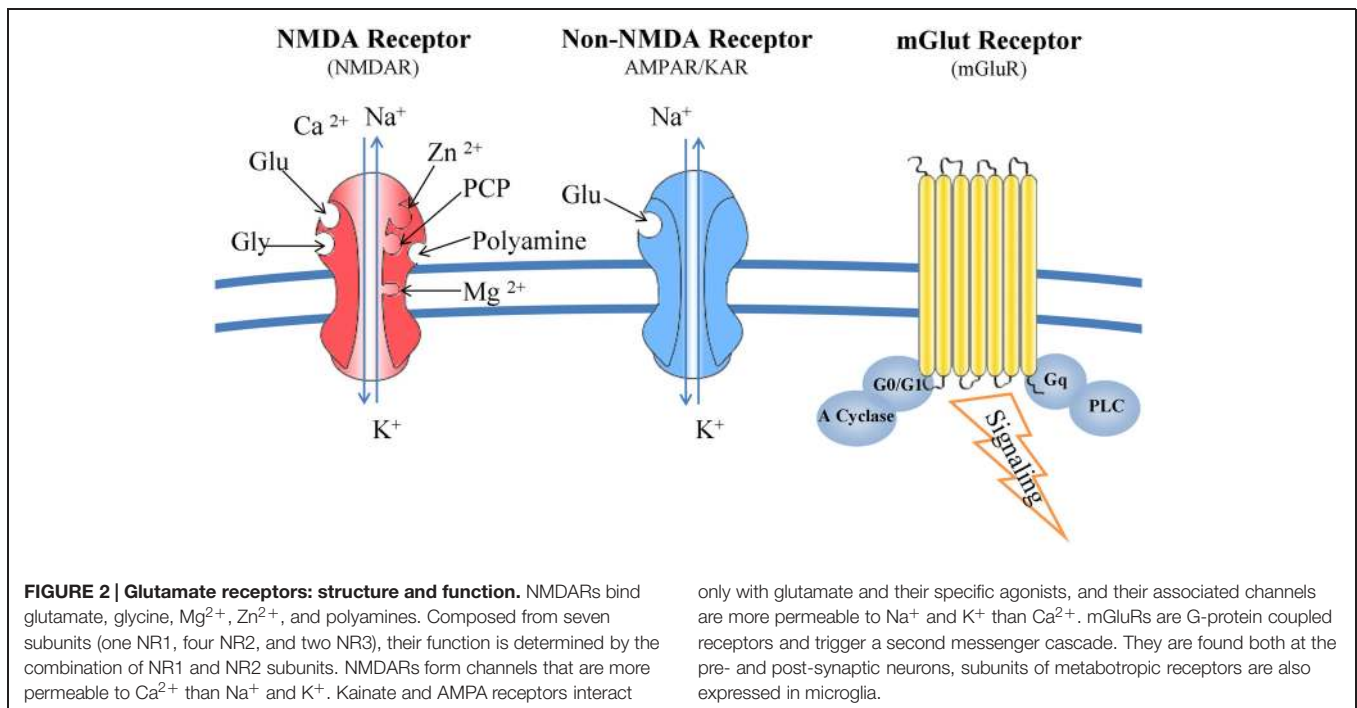 NMDA Receptor
(NMDAR)
Non-NMDA Receptor
AMPAR/KAR
mGlut Receptor
(mGluR)
Ca 2+
Na+
Glu
Zn 2+
PCP
Gly
Polyamine
Mg 2+
K+
Na+
Glu
K+
G0/G1
A Cyclase
Gq
PLC
Signaling
FIGURE 2 | Glutamate receptors: structure and function. NMDARs bind
glutamate, glycine, Mg2+, Zn2+, and polyamines. Composed from seven
subunits (one NR1, four NR2, and two NR3), their function is determined by the
combination of NR1 and NR2 subunits. NMDARs form channels that are more
permeable to Ca2+ than Na+ and K+. Kainate and AMPA receptors interact
only with glutamate and their specific agonists, and their associated channels
are more permeable to Na+ and K+ than Ca2+. mGluRs are G-protein coupled
receptors and trigger a second messenger cascade. They are found both at the
pre- and post-synaptic neurons, subunits of metabotropic receptors are also
expressed in microglia.